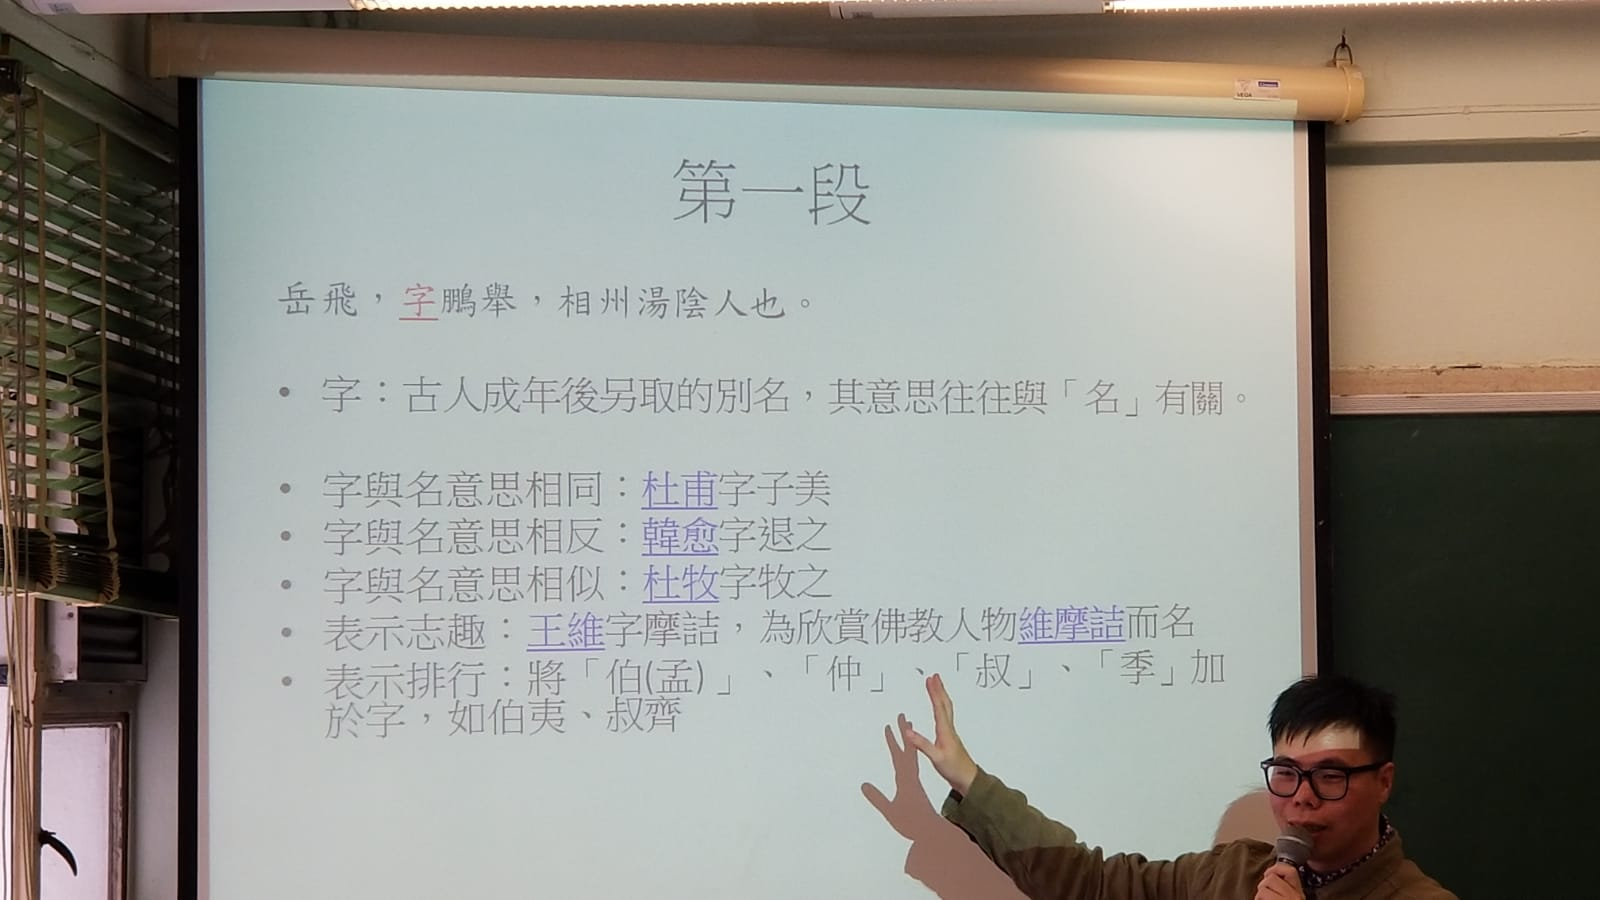 第一段
岳飛，字鵬舉，相州湯陰人也。
• 字：古人成年後另取的別名，其意思往往與「名」有關。
• 字與名意思相同：杜甫字子美
• 字與名意思相反：韓愈字退之
• 字與名意思相似：杜牧字牧之
• 表示志趣：王維字摩詰，為欣賞佛教人物維摩詰而名
• 表示排行：將「伯(孟)」、「仲」、「叔」、「季」加
於字，如伯夷、叔齊
VEGA